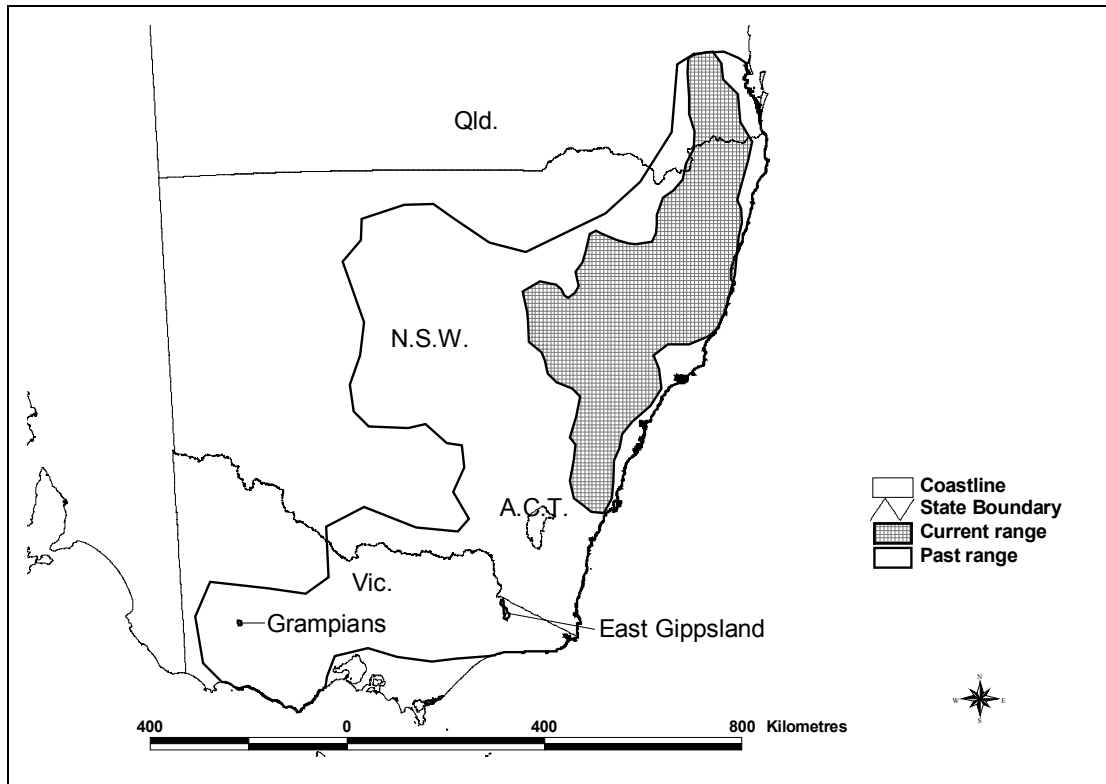 Qld.
N.S.W.
A.C.T.
Vic.
Grampians
East Gippsland
Coastline
State Boundary
Current range
Past range
N
W E
S
400 0 400 800 Kilometres